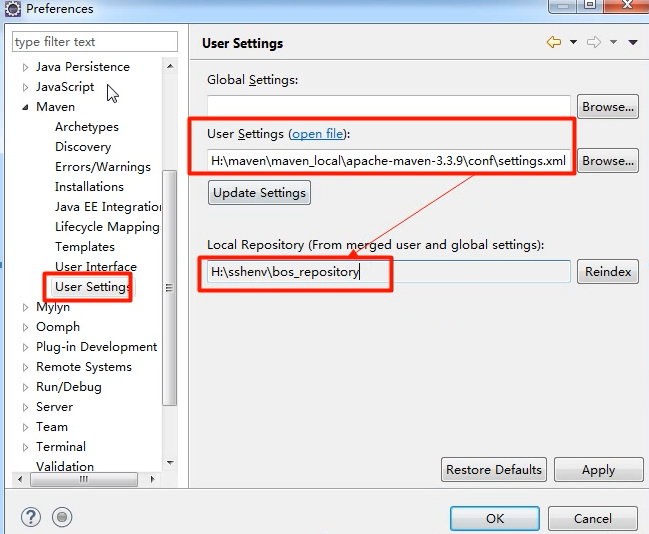 Preferences
type filter text
Java Persistence
JavaScript
Maven
Archetypes
Discovery
Errors/Warnings
Installations
Java EE Integration
Lifecycle Mappings
Templates
User Interface
User Settings
Mylyn
Oomph
Plug-in Development
Remote Systems
Run/Debug
Server
Team
Terminal
Validation
User Settings
Global Settings:
Browse...
User Settings (open file):
H:\maven\maven_local\apache-maven-3.3.9\conf\settings.xml
Browse...
Update Settings
Local Repository (From merged user and global settings):
H:\sshenv\bos_repository
Reindex
Restore Defaults
Apply
OK
Cancel